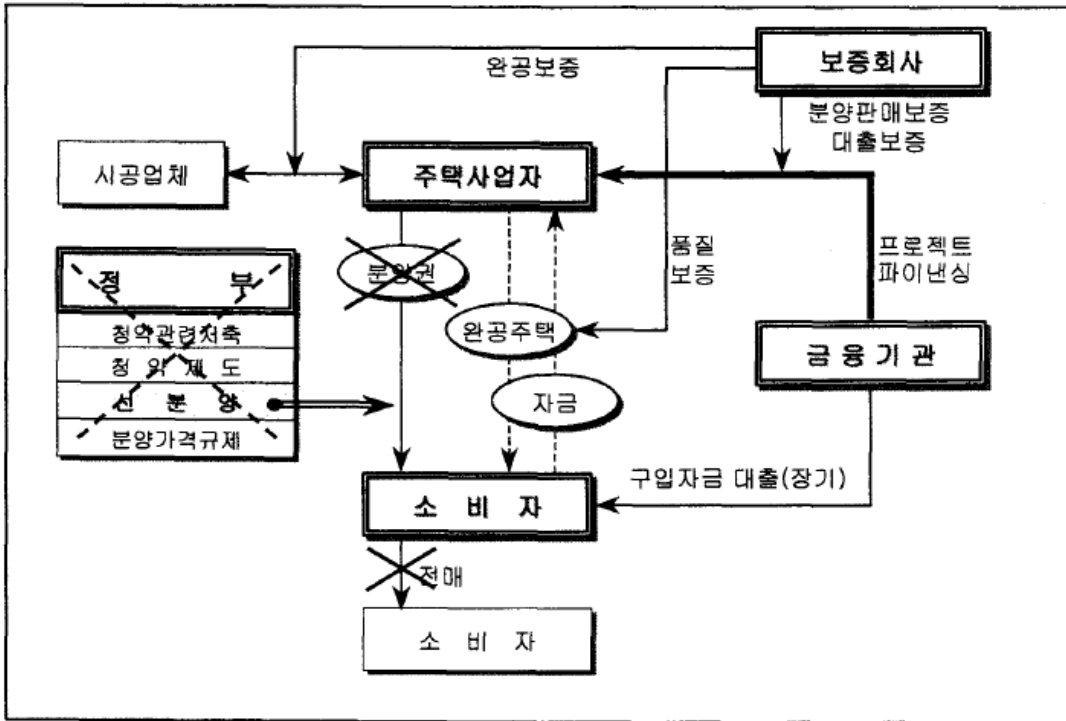 보증회사
완공보증
분양판매보증
대출보증
시공업체
주택사업자
정 부
청약관련저축
청 약 제 도
선 분 양
분양가격규제
분양권
품질
보증
프로젝트
파이낸싱
완공주택
금융기관
자금
구입자금 대출(장기)
소 비 자
전매
소 비 자